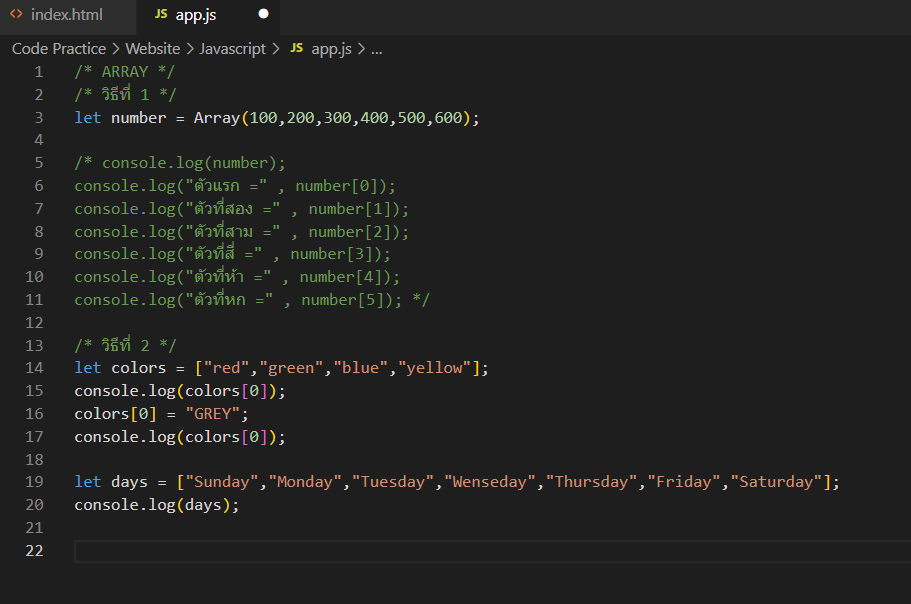 <> index.html JS app.js
Code Practice > Website > Javascript > JS app.js > ...
1 /* ARRAY */
2 /* วิธีที่ 1 */
3 let number = Array(100,200,300,400,500,600);
4
5 /* console.log(number);
6 console.log("ตัวแรก =" , number[0]);
7 console.log("ตัวที่สอง =" , number[1]);
8 console.log("ตัวที่สาม =" , number[2]);
9 console.log("ตัวที่สี่ =" , number[3]);
10 console.log("ตัวที่ห้า =" , number[4]);
11 console.log("ตัวที่หก =" , number[5]); */
12
13 /* วิธีที่ 2 */
14 let colors = ["red","green","blue","yellow"];
15 console.log(colors[0]);
16 colors[0] = "GREY";
17 console.log(colors[0]);
18
19 let days = ["Sunday","Monday","Tuesday","Wenseday","Thursday","Friday","Saturday"];
20 console.log(days);
21
22